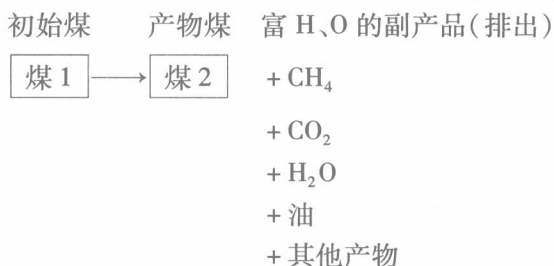 初始煤 产物煤 富 H、O 的副产品(排出)
煤 1 → 煤 2 + CH₄
+ CO₂
+ H₂O
+ 油
+ 其他产物